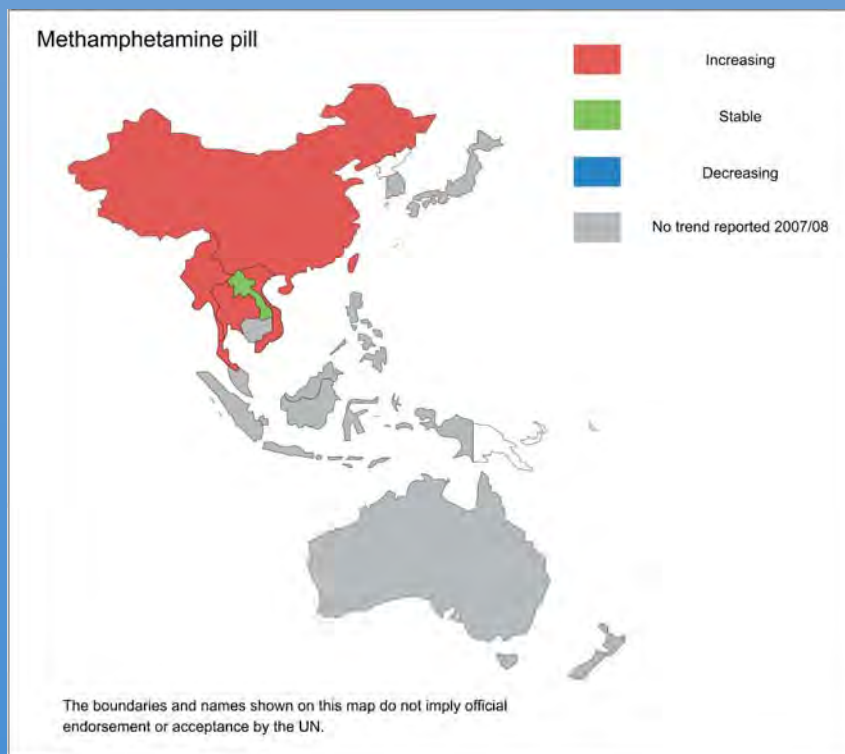 Methamphetamine pill
Increasing
Stable
Decreasing
No trend reported 2007/08
The boundaries and names shown on this map do not imply official
endorsement or acceptance by the UN.